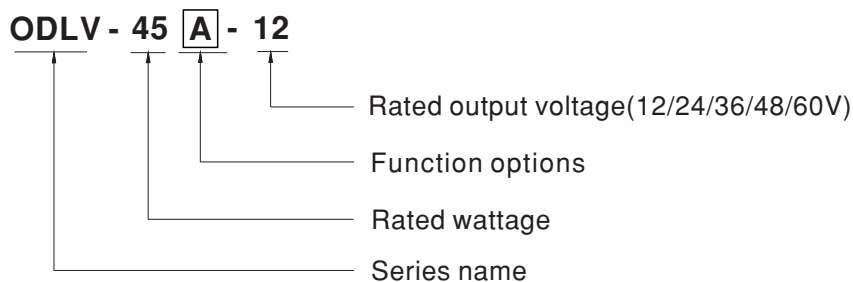 ODLV - 45 A - 12
Rated output voltage(12/24/36/48/60V)
Function options
Rated wattage
Series name